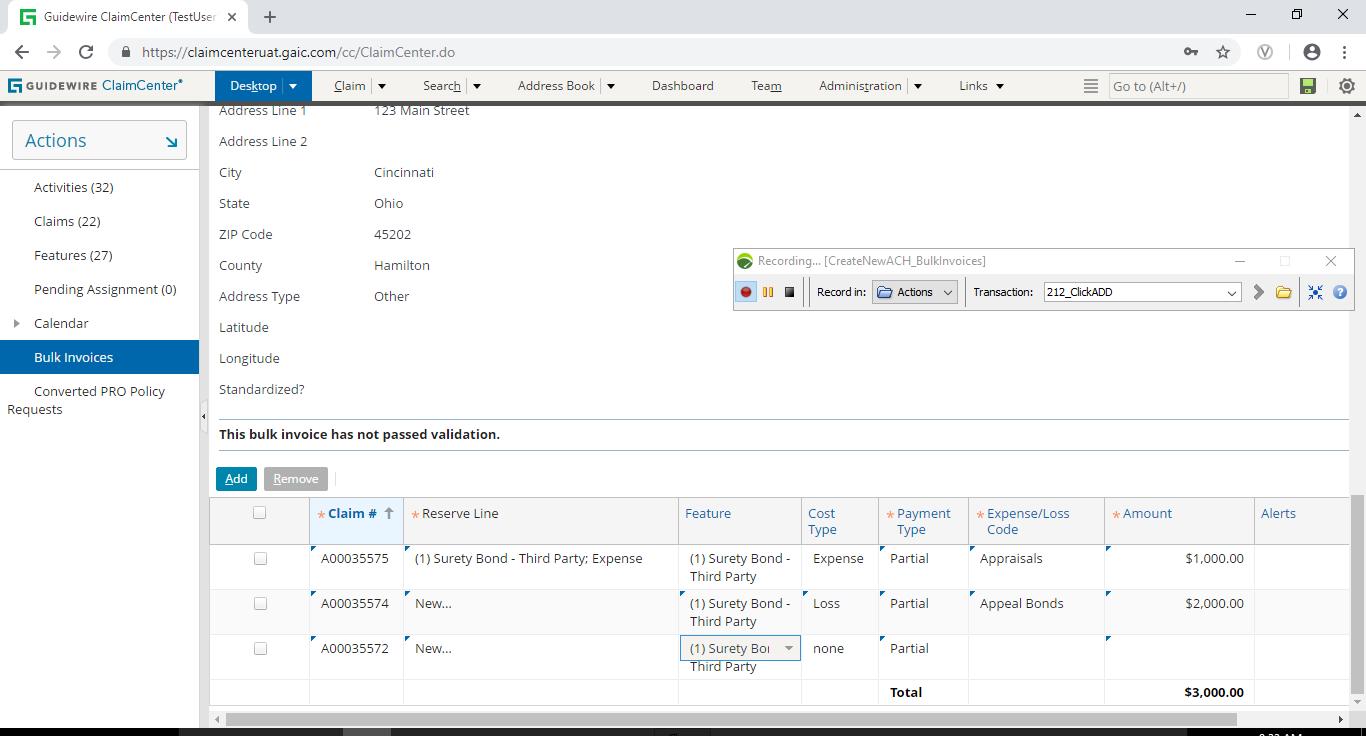 Guidewire ClaimCenter (TestUser
https://claimcenteruat.gaic.com/cc/ClaimCenter.do
GUIDEWIRE ClaimCenter®
Desktop
Claim
Search
Address Book
Dashboard
Team
Administration
Links
Go to (Alt+/)
Actions
Activities (32)
Claims (22)
Features (27)
Pending Assignment (0)
Calendar
Bulk Invoices
Converted PRO Policy
Requests
Address Line 1 123 Main Street
Address Line 2
City Cincinnati
State Ohio
ZIP Code 45202
County Hamilton
Address Type Other
Latitude
Longitude
Standardized?
Recording... [CreateNewACH_BulkInvoices]
Record in: Actions Transaction: 212_ClickADD
This bulk invoice has not passed validation.
Add Remove
* Claim # * Reserve Line Feature Cost Type * Payment Type * Expense/Loss Code * Amount Alerts
A00035575 (1) Surety Bond - Third Party; Expense (1) Surety Bond - Third Party Expense Partial Appraisals $1,000.00
A00035574 New... (1) Surety Bond - Third Party Loss Partial Appeal Bonds $2,000.00
A00035572 New... (1) Surety Bo Third Party none Partial
Total $3,000.00